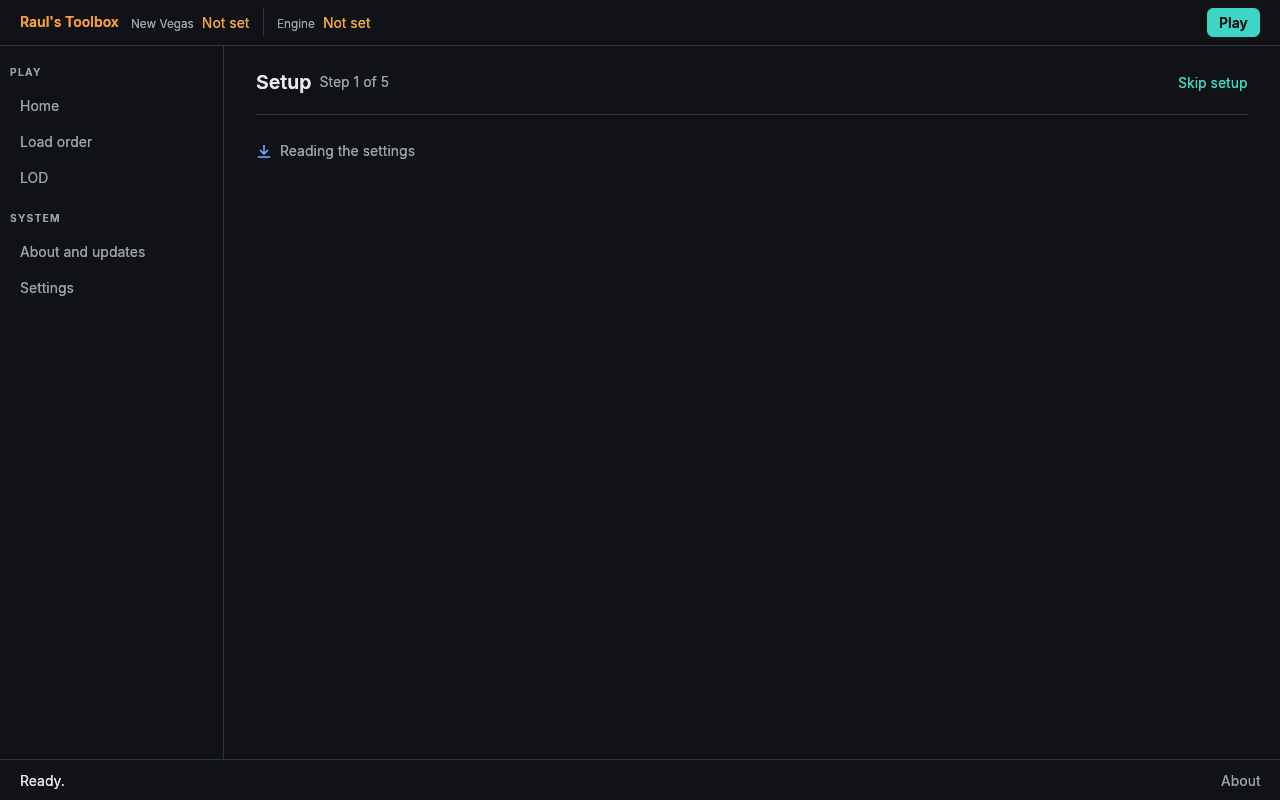 Raul's Toolbox New Vegas Not set Engine Not set Play
PLAY
Home
Load order
LOD
SYSTEM
About and updates
Settings
Setup Step 1 of 5 Skip setup
Reading the settings
Ready. About